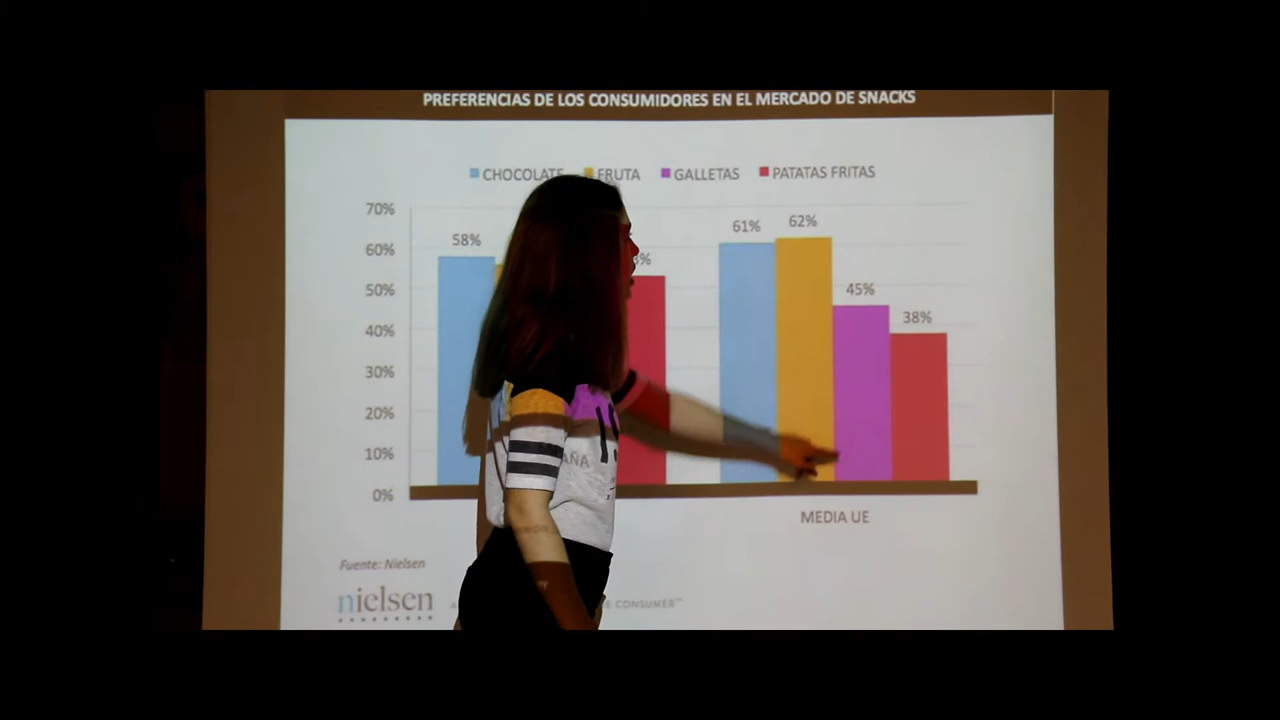 PREFERENCIAS DE LOS CONSUMIDORES EN EL MERCADO DE SNACKS
CHOCOLATE FRUTA GALLETAS PATATAS FRITAS
70%
60%
50%
40%
30%
20%
10%
0%
58%
61%
62%
45%
38%
MEDIA UE
Fuente: Nielsen
nielsen
CONSUMER™